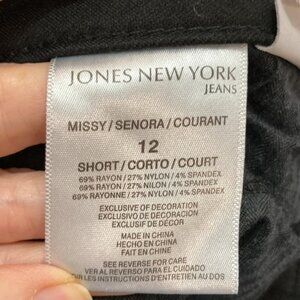 JONES NEW YORK
JEANS
MISSY / SENORA / COURANT
12
SHORT / CORTO / COURT
69% RAYON / 27% NYLON / 4% SPANDEX
69% RAYON / 27% NILON / 4% SPANDEX
69% RAYONNE / 27% NYLON / 4% SPANDEX
EXCLUSIVE OF DECORATION
EXCLUSIVO DE DECORACION
EXCLUSIF DE DÉCOR
MADE IN CHINA
HECHO EN CHINA
FAIT EN CHINE
SEE REVERSE FOR CARE
VER AL REVERSO PARA EL CUIDADO
LES INSTRUCTIONS D'ENTRETIEN AU DOS